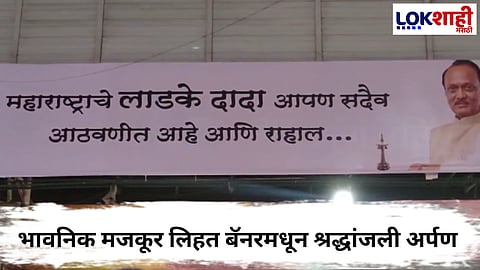 LOKशाही
मराठी
महाराष्ट्राचे लाडके दादा आपण सदैव
आठवणीत आहे आणि राहाल...
भावनिक मजकूर लिहत बॅनरमधून श्रद्धांजली अर्पण